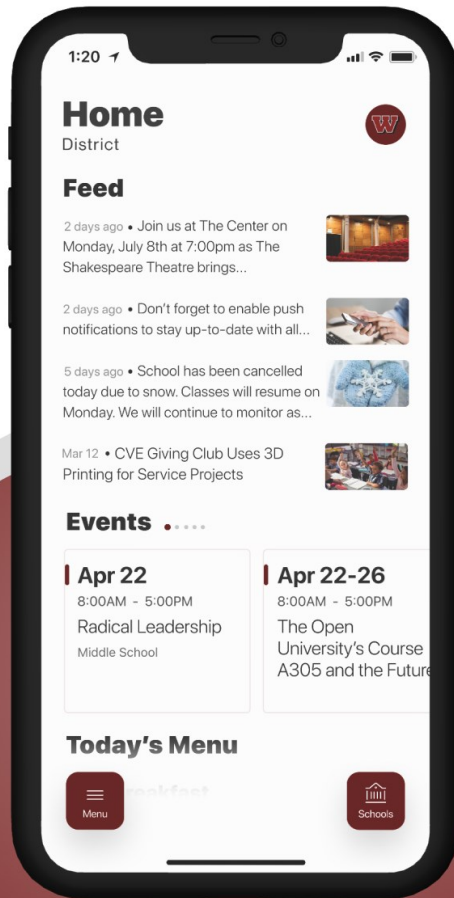 1:20
Home
W
District
Feed
2 days ago • Join us at The Center on
Monday, July 8th at 7:00pm as The
Shakespeare Theatre brings...
2 days ago • Don't forget to enable push
notifications to stay up-to-date with all...
5 days ago • School has been cancelled
today due to snow. Classes will resume on
Monday. We will continue to monitor as...
Mar 12 • CVE Giving Club Uses 3D
Printing for Service Projects
Events
Apr 22
8:00AM - 5:00PM
Radical Leadership
Middle School
Apr 22-26
8:00AM - 5:00PM
The Open
University's Course
A305 and the Future
Today's Menu
reakfast
Menu
Schools